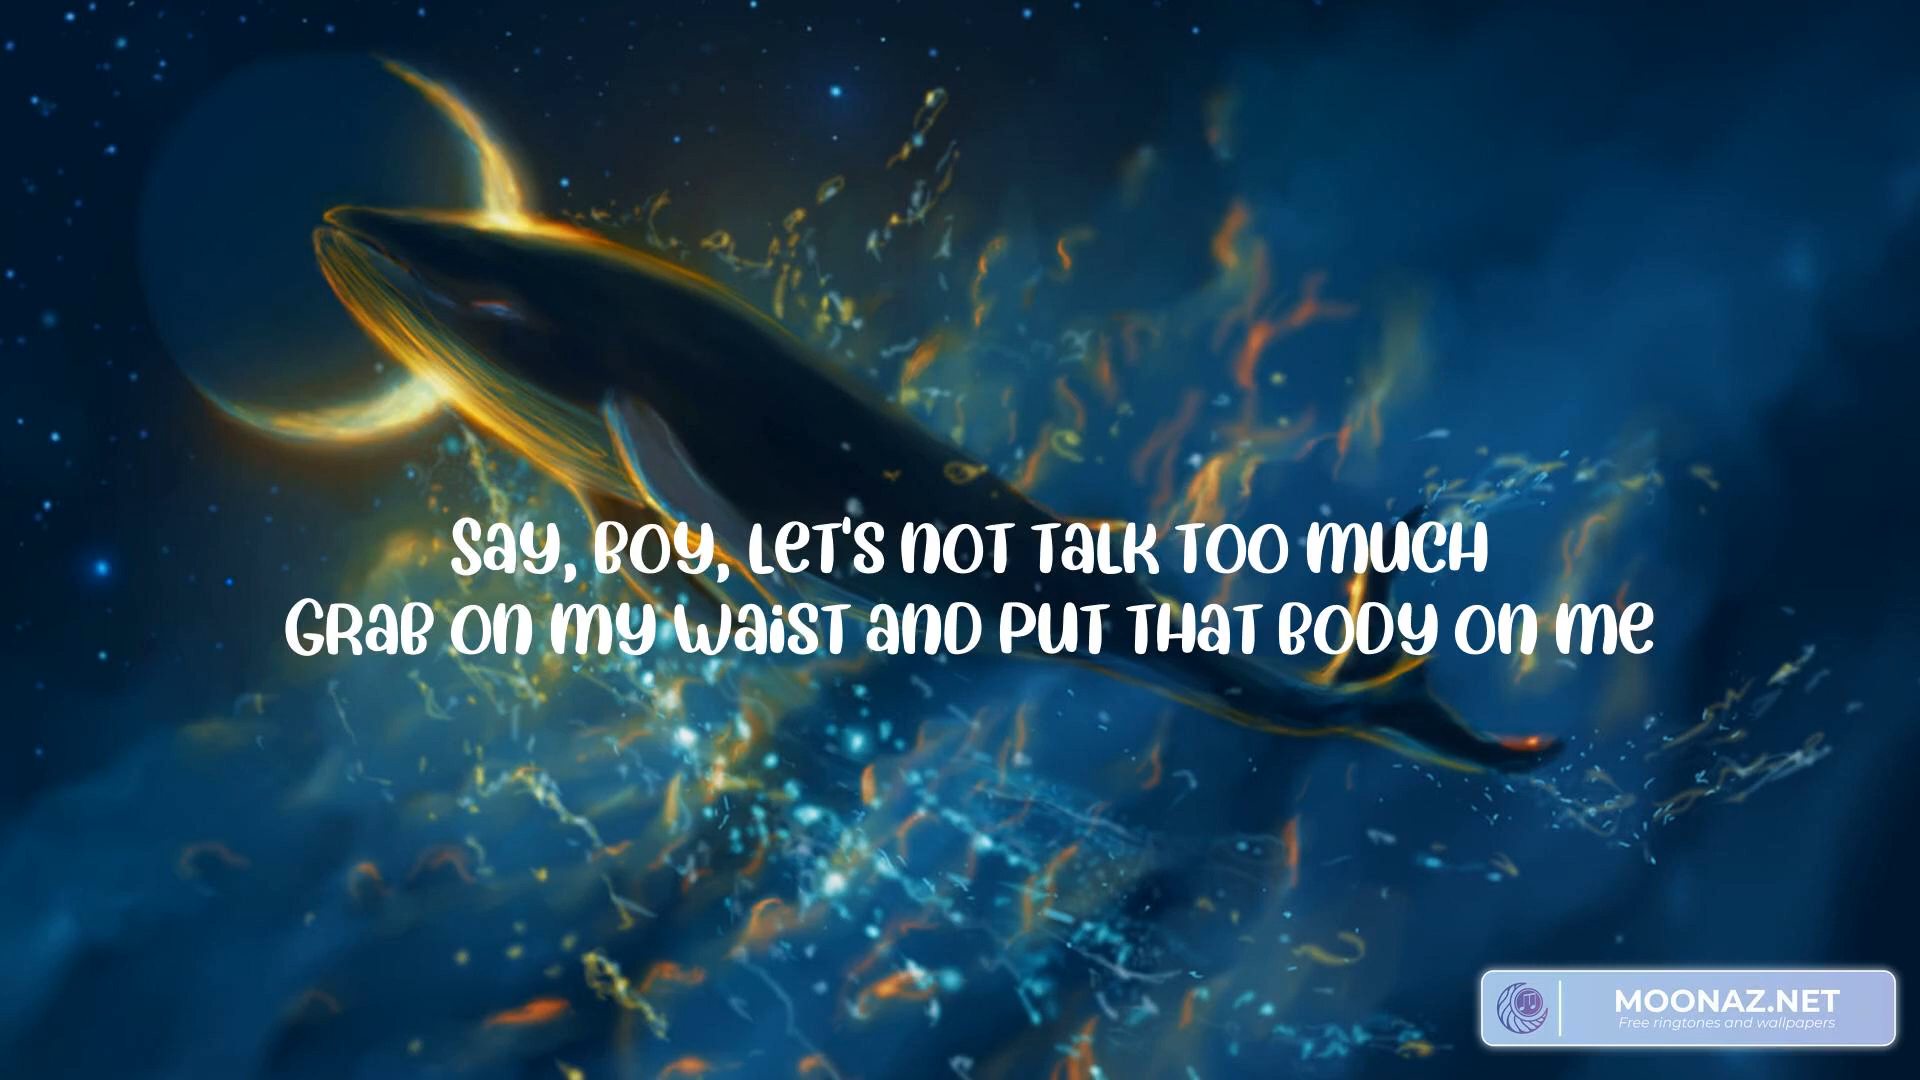 Say, Boy, Let's not talk too much
Grab on my waist and put that body on me
MOONAZ.NET
Free ringtones and wallpapers